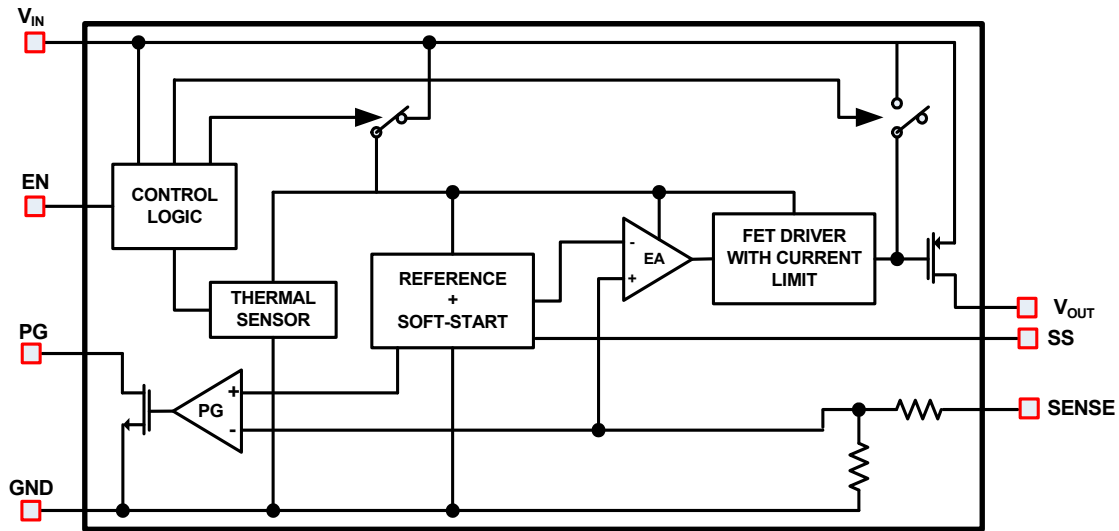 VIN
EN
CONTROL
LOGIC
THERMAL
SENSOR
REFERENCE
+
SOFT-START
-
EA
+
FET DRIVER
WITH CURRENT
LIMIT
VOUT
SS
PG
+
PG
-
SENSE
GND